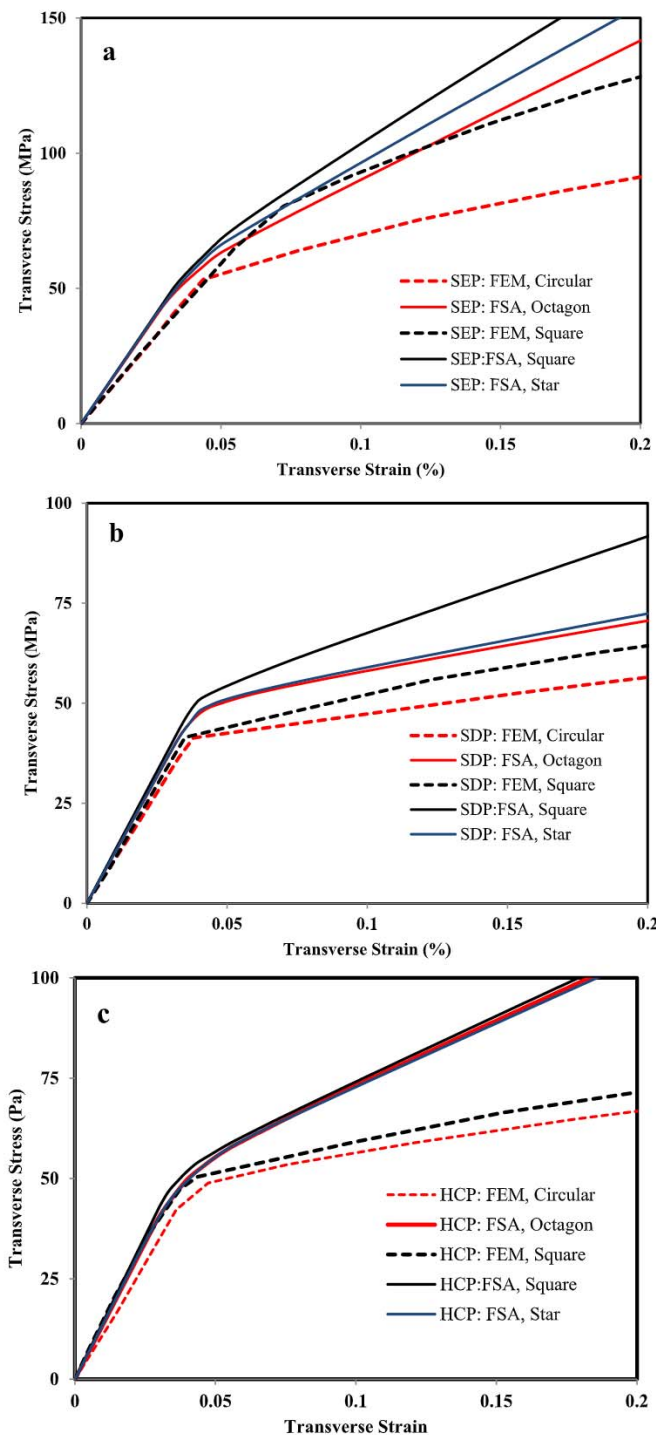 a
150
100
50
0
Transverse Stress (MPa)
SEP: FEM, Circular
SEP: FSA, Octagon
SEP: FEM, Square
SEP:FSA, Square
SEP: FSA, Star
0 0.05 0.1 0.15 0.2
Transverse Strain (%)
b
100
75
50
25
0
Transverse Stress (MPa)
SDP: FEM, Circular
SDP: FSA, Octagon
SDP: FEM, Square
SDP:FSA, Square
SDP: FSA, Star
0 0.05 0.1 0.15 0.2
Transverse Strain (%)
c
100
75
50
25
0
Transverse Stress (Pa)
HCP: FEM, Circular
HCP: FSA, Octagon
HCP: FEM, Square
HCP:FSA, Square
HCP: FSA, Star
0 0.05 0.1 0.15 0.2
Transverse Strain